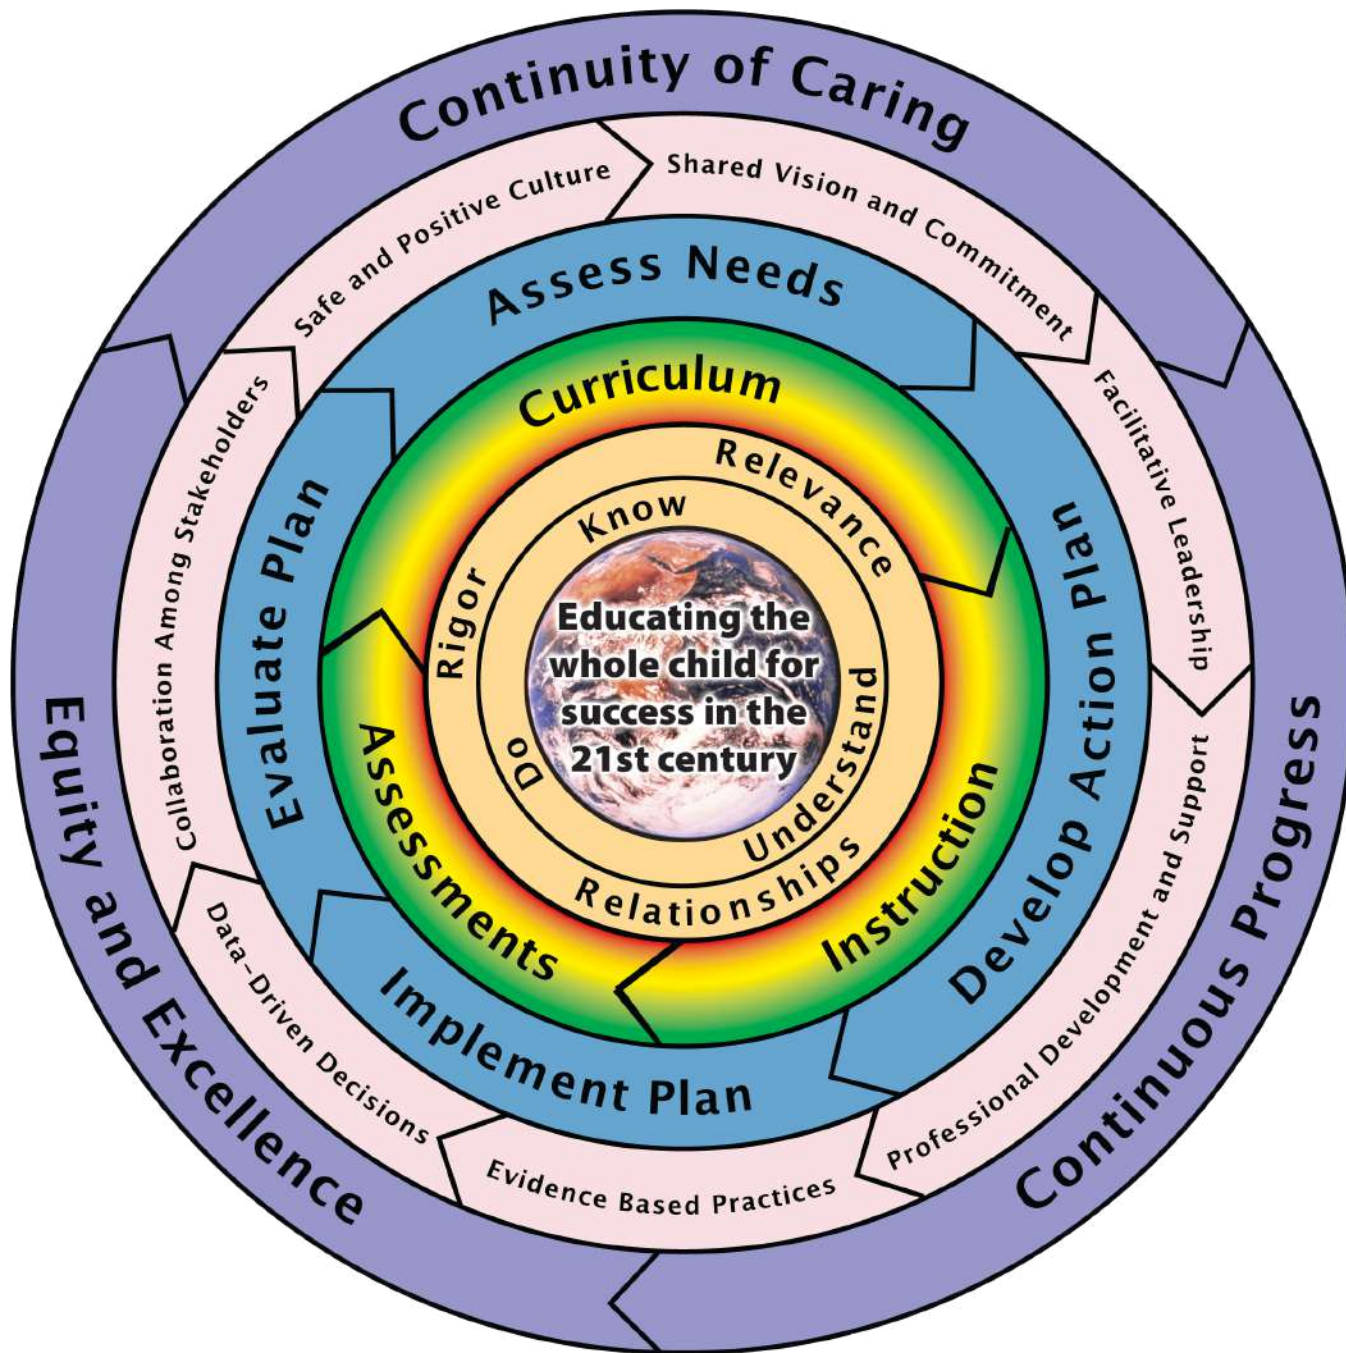 Continuity of Caring
Continuous Progress
Equity and Excellence
Shared Vision and Commitment
Facilitative Leadership
Professional Development and Support
Evidence Based Practices
Data-Driven Decisions
Collaboration Among Stakeholders
Safe and Positive Culture
Assess Needs
Develop Action Plan
Implement Plan
Evaluate Plan
Curriculum
Instruction
Assessments
Relevance
Relationships
Rigor
Know
Understand
Do
Educating the
whole child for
success in the
21st century